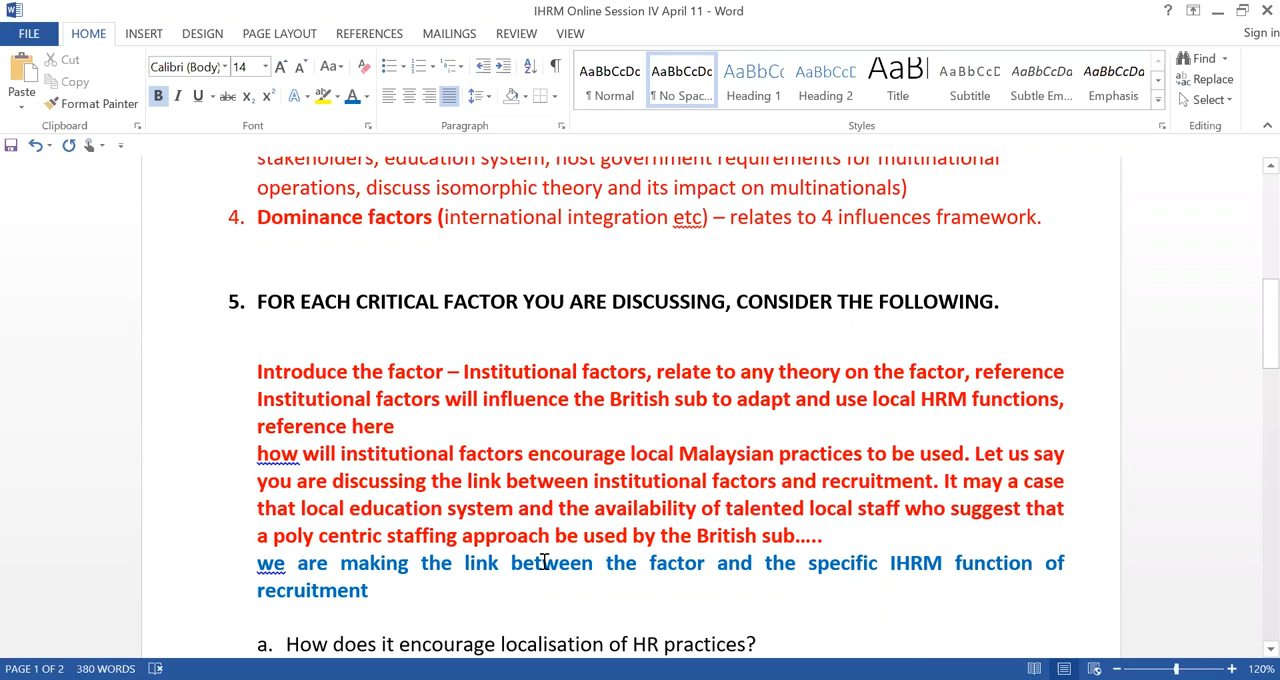 IHRM Online Session IV April 11 - Word
?
Sign in
FILE HOME INSERT DESIGN PAGE LAYOUT REFERENCES MAILINGS REVIEW VIEW
Paste
Cut
Copy
Format Painter
Clipboard
Calibri (Body) 14
Font
Paragraph
AaBbCcDc AaBbCcDc AaBbCc AaBbCcD AaBl AaBbCcD AaBbCcDa AaBbCcDa
¶ Normal ¶ No Spac... Heading 1 Heading 2 Title Subtitle Subtle Em... Emphasis
Styles
Find
Replace
Select
Editing
stakeholders, education system, host government requirements for multinational
operations, discuss isomorphic theory and its impact on multinationals)
4. Dominance factors (international integration etc) – relates to 4 influences framework.
5. FOR EACH CRITICAL FACTOR YOU ARE DISCUSSING, CONSIDER THE FOLLOWING.
Introduce the factor – Institutional factors, relate to any theory on the factor, reference
Institutional factors will influence the British sub to adapt and use local HRM functions,
reference here
how will institutional factors encourage local Malaysian practices to be used. Let us say
you are discussing the link between institutional factors and recruitment. It may a case
that local education system and the availability of talented local staff who suggest that
a poly centric staffing approach be used by the British sub…..
we are making the link between the factor and the specific IHRM function of
recruitment
a. How does it encourage localisation of HR practices?
PAGE 1 OF 2 380 WORDS
120%